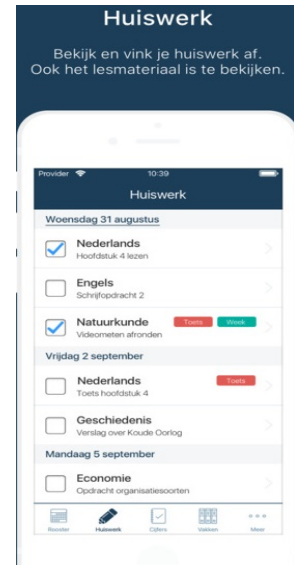 Huiswerk
Bekijk en vink je huiswerk af.
Ook het lesmateriaal is te bekijken.
Provider 10:39
Huiswerk
Woensdag 31 augustus
Nederlands
Hoofdstuk 4 lezen
Engels
Schrijfopdracht 2
Natuurkunde Toets Week
Videometen afronden
Vrijdag 2 september
Nederlands Toets
Toets hoofdstuk 4
Geschiedenis
Verslag over Koude Oorlog
Maandag 5 september
Economie
Opdracht organisatiesoorten
Rooster Huiswerk Cijfers Vakken Meer